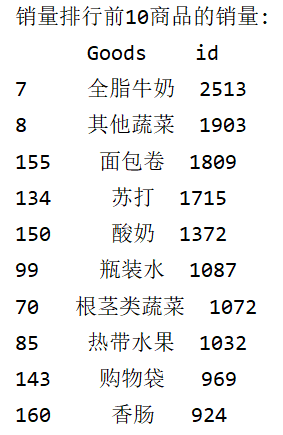 销量排行前10商品的销量:
Goods id
7 全脂牛奶 2513
8 其他蔬菜 1903
155 面包卷 1809
134 苏打 1715
150 酸奶 1372
99 瓶装水 1087
70 根茎类蔬菜 1072
85 热带水果 1032
143 购物袋 969
160 香肠 924